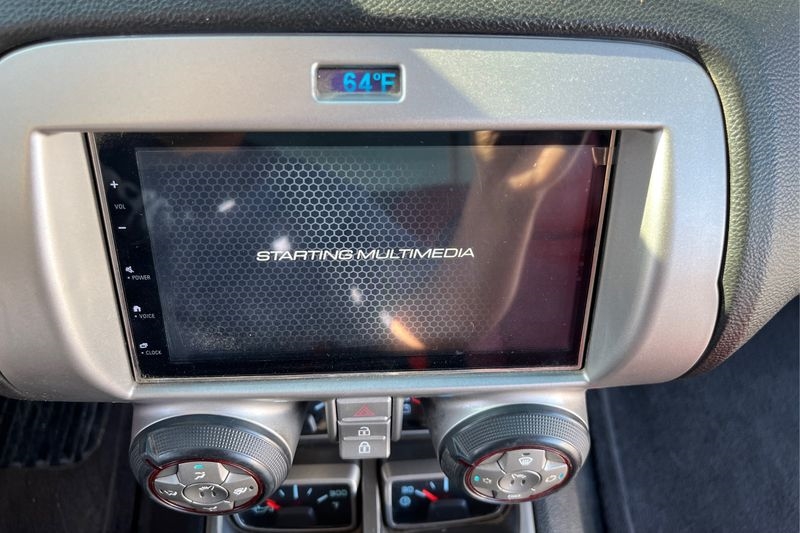 64°F
+
VOL
−
• POWER
STARTING MULTIMEDIA
• VOICE
• CLOCK